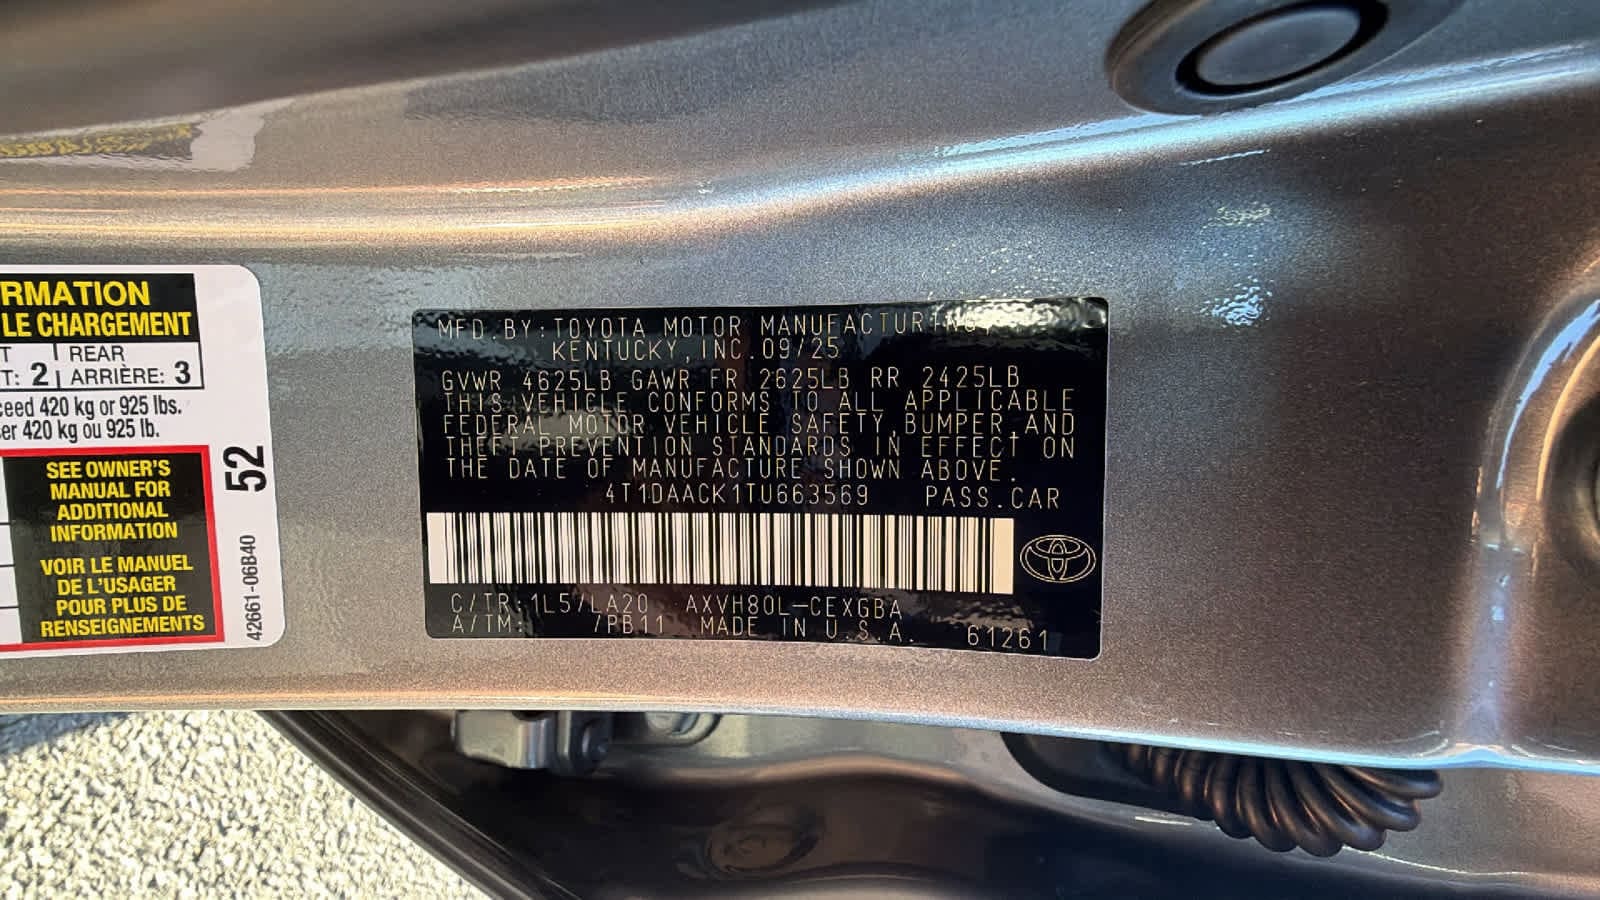 RMATION
LE CHARGEMENT
T REAR
T: 2 ARRIÈRE: 3
ceed 420 kg or 925 lbs.
er 420 kg ou 925 lb.
SEE OWNER'S
MANUAL FOR
ADDITIONAL
INFORMATION
VOIR LE MANUEL
DE L'USAGER
POUR PLUS DE
RENSEIGNEMENTS
52
42661-06B40
MFD.BY:TOYOTA MOTOR MANUFACTURING,
KENTUCKY,INC.09/25
GVWR 4625LB GAWR FR 2625LB RR 2425LB
THIS VEHICLE CONFORMS TO ALL APPLICABLE
FEDERAL MOTOR VEHICLE SAFETY,BUMPER,AND
THEFT PREVENTION STANDARDS IN EFFECT ON
THE DATE OF MANUFACTURE SHOWN ABOVE.
4T1DAACK1TU663569 PASS.CAR
C/TR:1L5/LA20 AXVH80L-CEXGBA
A/TM: /PB11 MADE IN U.S.A. 61261